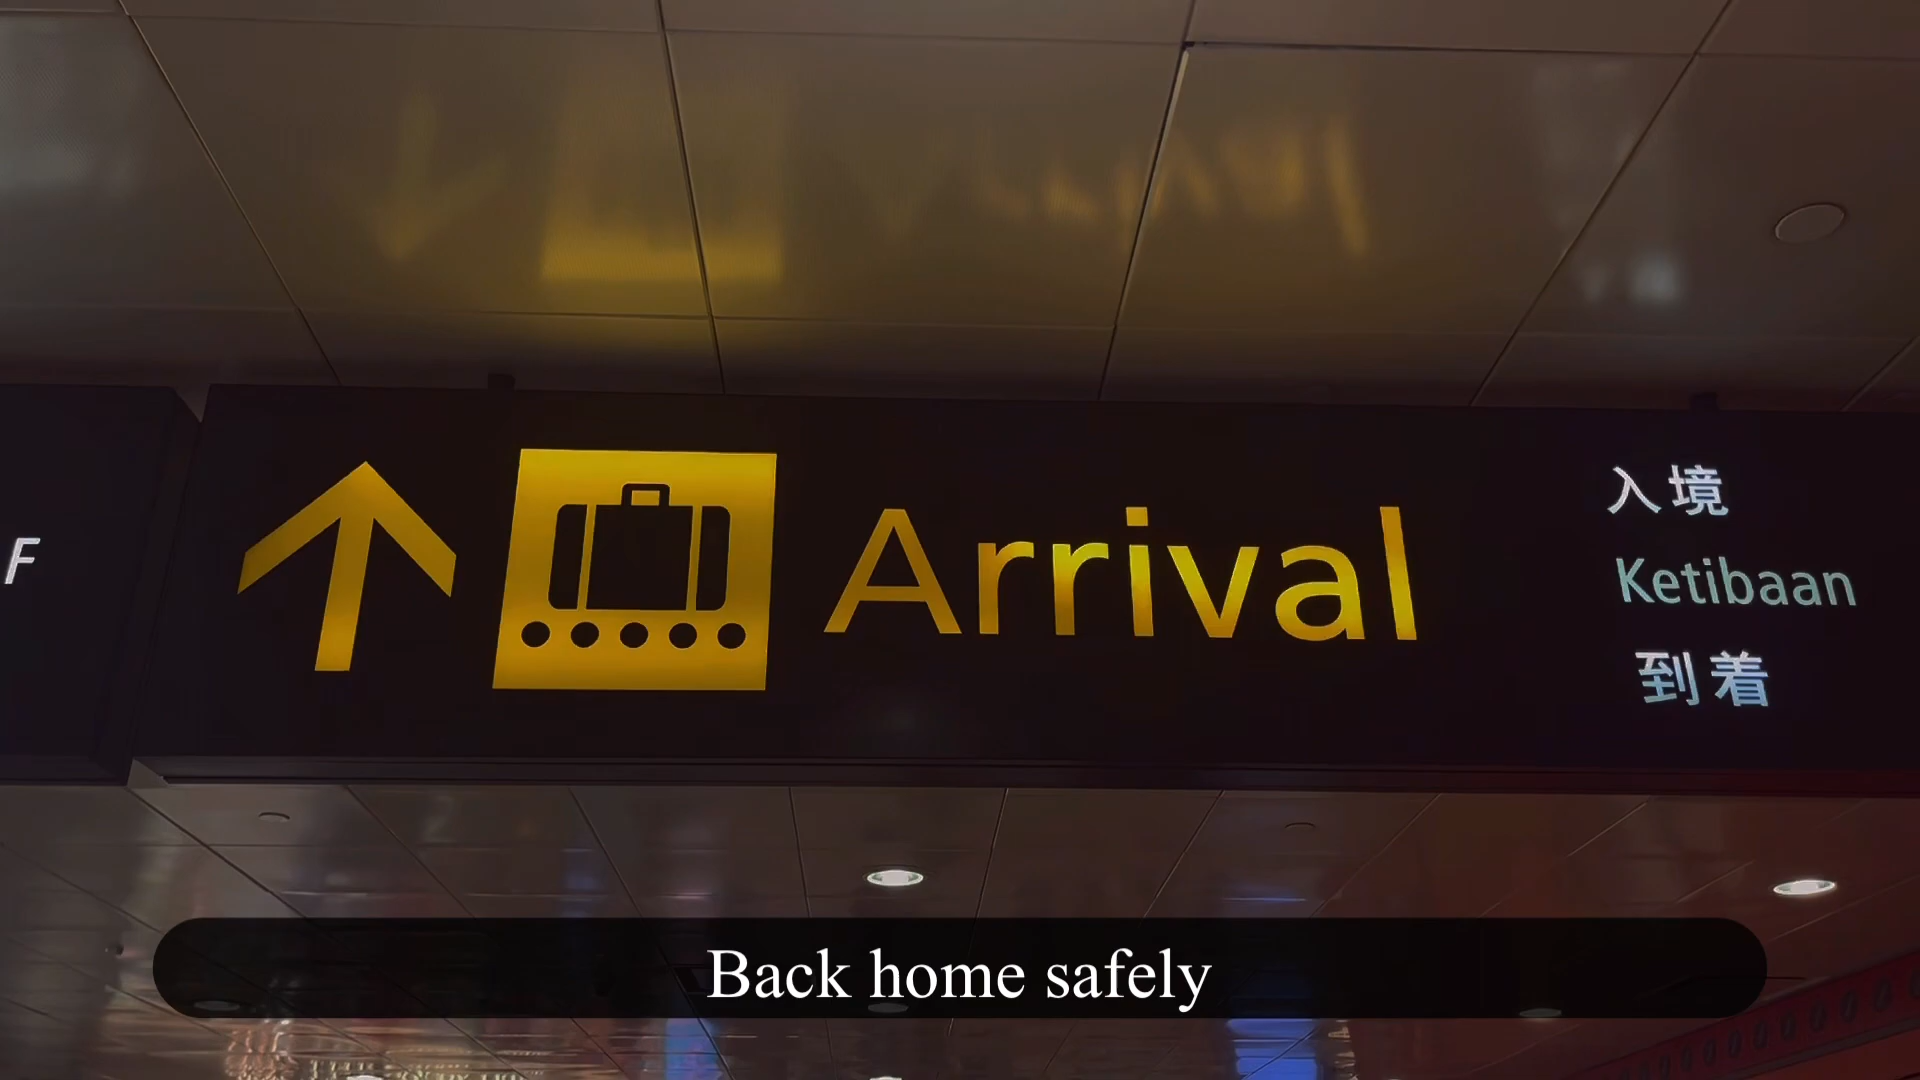 F
Arrival
入境
Ketibaan
到着
Back home safely